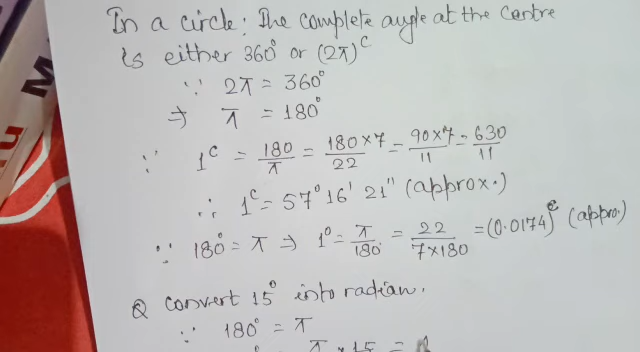 In a circle: The complete angle at the centre
is either 360° or (2π)^c
∵ 2π = 360°
⇒ π = 180°
∵ 1^c = 180/π = 180×7/22 = 90×7/11 = 630/11
∴ 1^c = 57° 16' 21" (approx.)
∵ 180° = π ⇒ 1° = π/180 = 22/7×180 = (0.0174)^c (appro.)
Q convert 15° into radian.
∵ 180° = π
π × 15 =